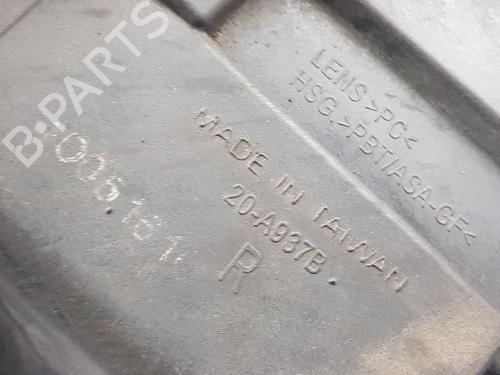 B-PARTS
LENS>PC<
HSG.>PBT/ASA-GF<
MADE IN TAIWAN
20-A937B
R